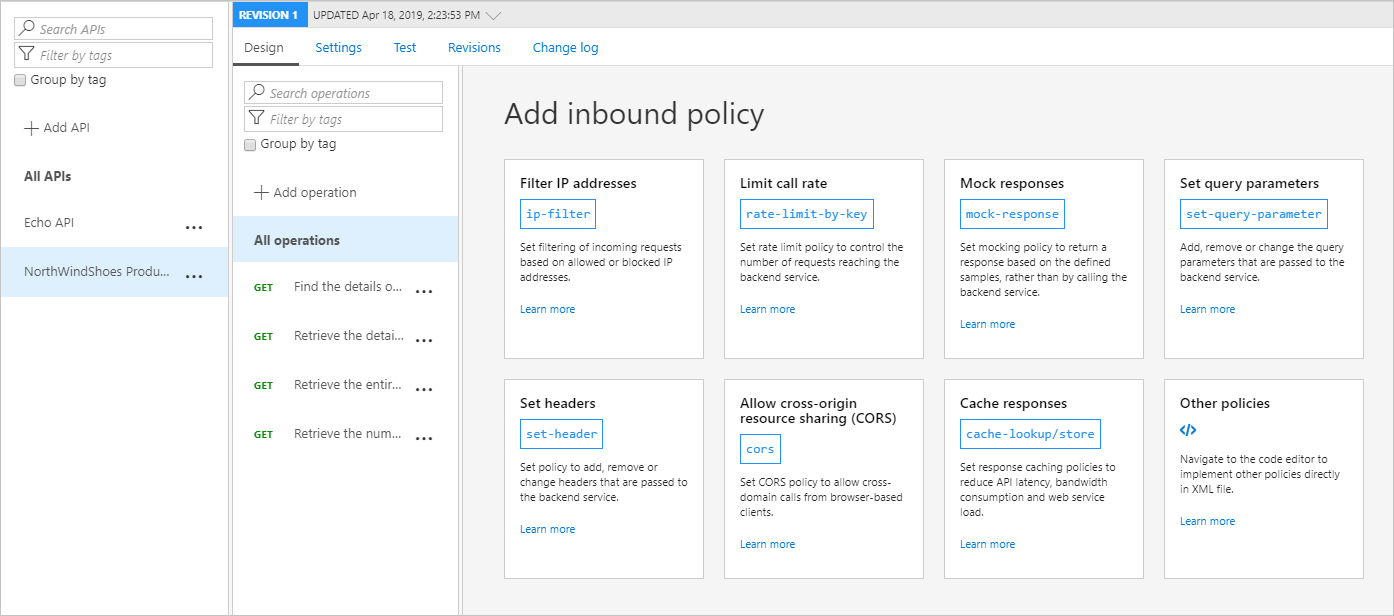 Search APIs
Filter by tags
Group by tag
Add API
All APIs
Echo API
...
NorthWindShoes Produ...
...
REVISION 1 UPDATED Apr 18, 2019, 2:23:53 PM
Design Settings Test Revisions Change log
Search operations
Filter by tags
Group by tag
Add operation
All operations
GET Find the details o... ...
GET Retrieve the detai... ...
GET Retrieve the entir... ...
GET Retrieve the num... ...
Add inbound policy
Filter IP addresses
ip-filter
Set filtering of incoming requests
based on allowed or blocked IP
addresses.
Learn more
Limit call rate
rate-limit-by-key
Set rate limit policy to control the
number of requests reaching the
backend service.
Learn more
Mock responses
mock-response
Set mocking policy to return a
response based on the defined
samples, rather than by calling the
backend service.
Learn more
Set query parameters
set-query-parameter
Add, remove or change the query
parameters that are passed to the
backend service.
Learn more
Set headers
set-header
Set policy to add, remove or
change headers that are passed to
the backend service.
Learn more
Allow cross-origin
resource sharing (CORS)
cors
Set CORS policy to allow cross-
domain calls from browser-based
clients.
Learn more
Cache responses
cache-lookup/store
Set response caching policies to
reduce API latency, bandwidth
consumption and web service
load.
Learn more
Other policies
</>
Navigate to the code editor to
implement other policies directly
in XML file.
Learn more